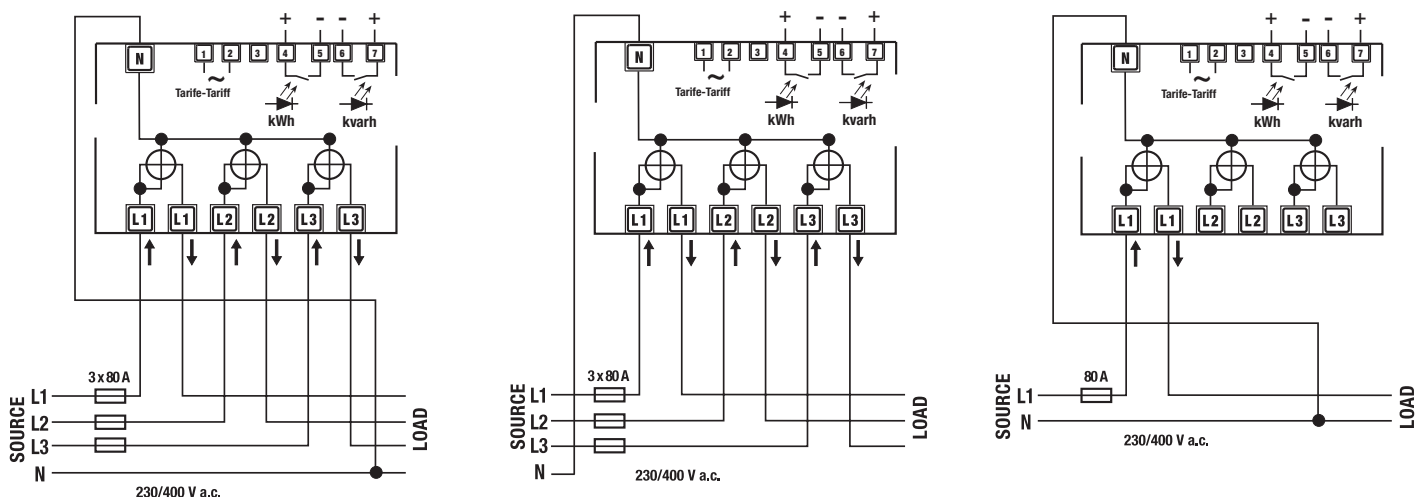 + - - +
N 1 2 3 4 5 6 7
~
Tarife-Tariff
kWh kvarh
L1 L1 L2 L2 L3 L3
3 x 80 A
SOURCE
L1
L2
L3
N
LOAD
230/400 V a.c.
+ - - +
N 1 2 3 4 5 6 7
~
Tarife-Tariff
kWh kvarh
L1 L1 L2 L2 L3 L3
3 x 80 A
SOURCE
L1
L2
L3
N
LOAD
230/400 V a.c.
+ - - +
N 1 2 3 4 5 6 7
~
Tarife-Tariff
kWh kvarh
L1 L1 L2 L2 L3 L3
80 A
SOURCE
L1
N
LOAD
230/400 V a.c.